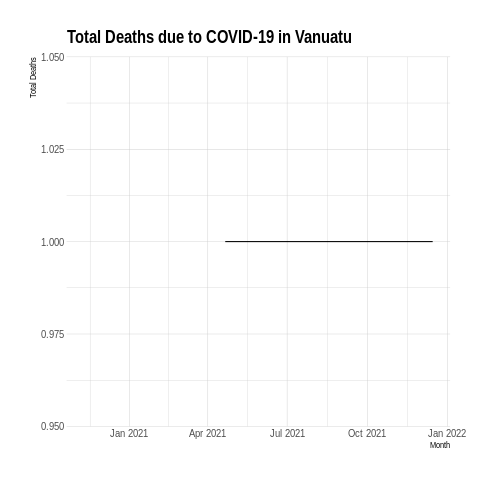 Total Deaths due to COVID-19 in Vanuatu
Total Deaths
1.050
1.025
1.000
0.975
0.950
Jan 2021
Apr 2021
Jul 2021
Oct 2021
Jan 2022
Month